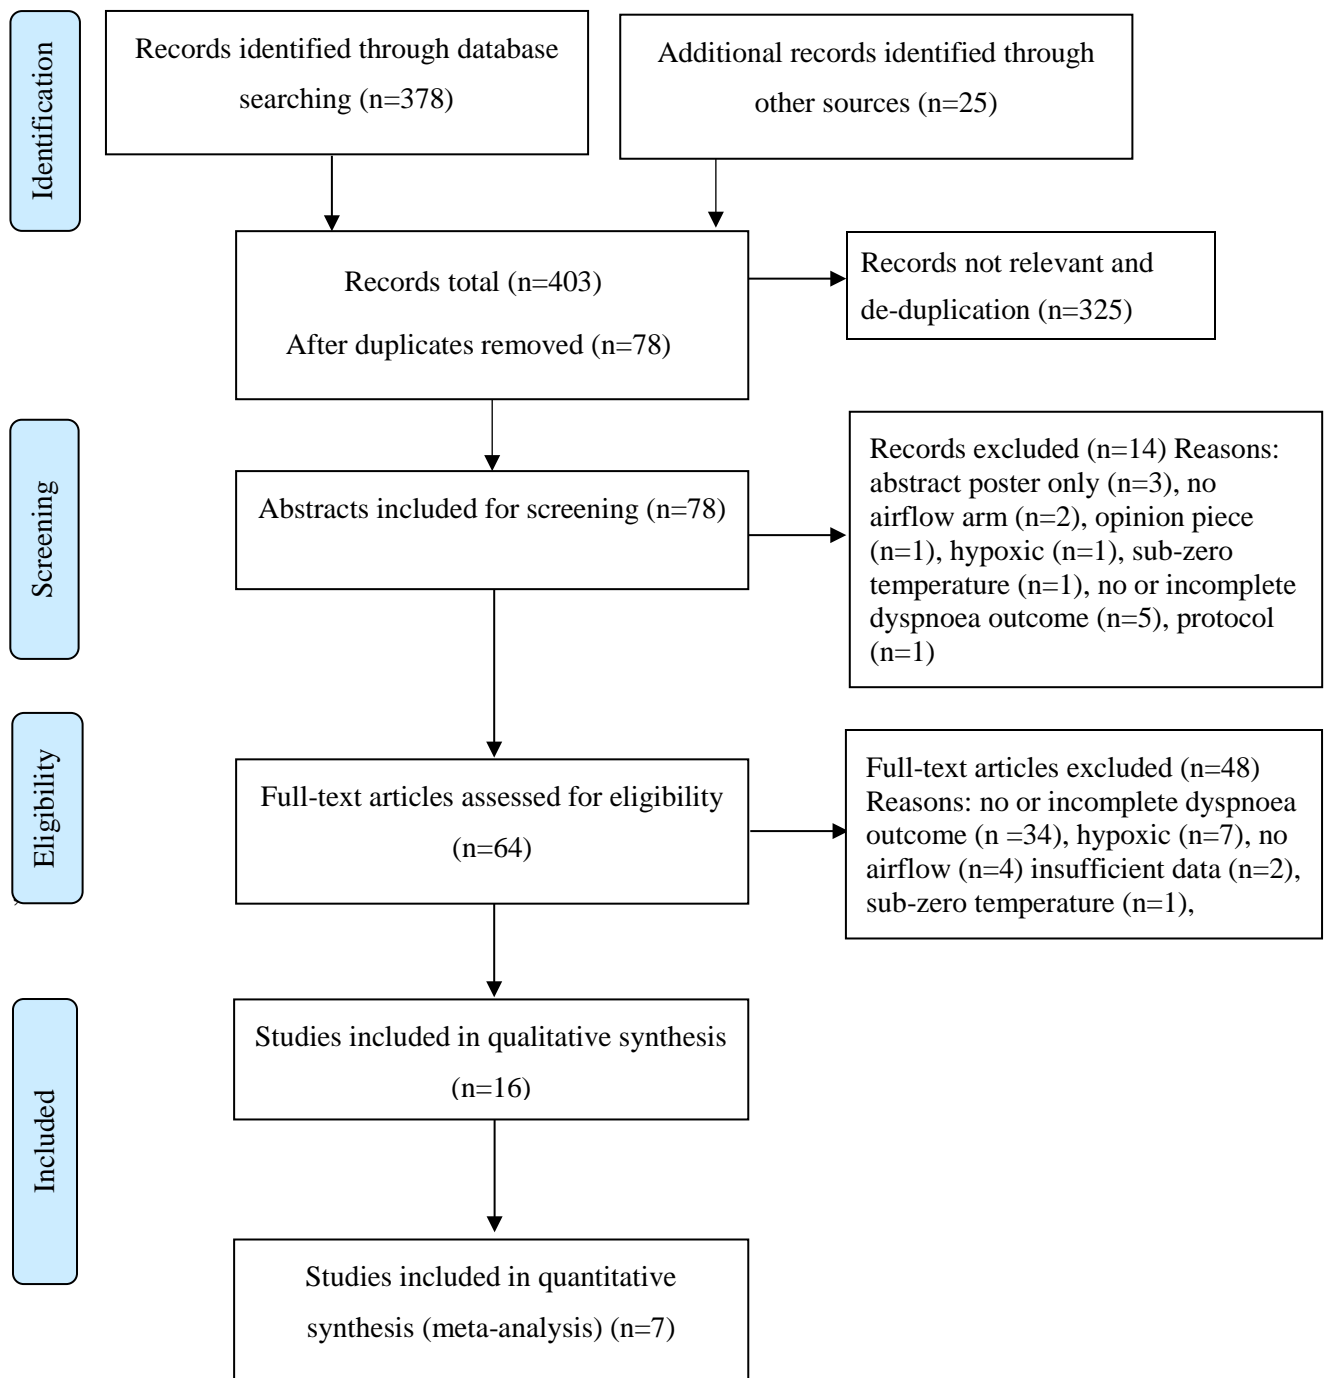 Identification
Records identified through database
searching (n=378)
Additional records identified through
other sources (n=25)
Records total (n=403)
After duplicates removed (n=78)
Records not relevant and
de-duplication (n=325)
Screening
Abstracts included for screening (n=78)
Records excluded (n=14) Reasons:
abstract poster only (n=3), no
airflow arm (n=2), opinion piece
(n=1), hypoxic (n=1), sub-zero
temperature (n=1), no or incomplete
dyspnoea outcome (n=5), protocol
(n=1)
Eligibility
Full-text articles assessed for eligibility
(n=64)
Full-text articles excluded (n=48)
Reasons: no or incomplete dyspnoea
outcome (n =34), hypoxic (n=7), no
airflow (n=4) insufficient data (n=2),
sub-zero temperature (n=1),
Included
Studies included in qualitative synthesis
(n=16)
Studies included in quantitative
synthesis (meta-analysis) (n=7)